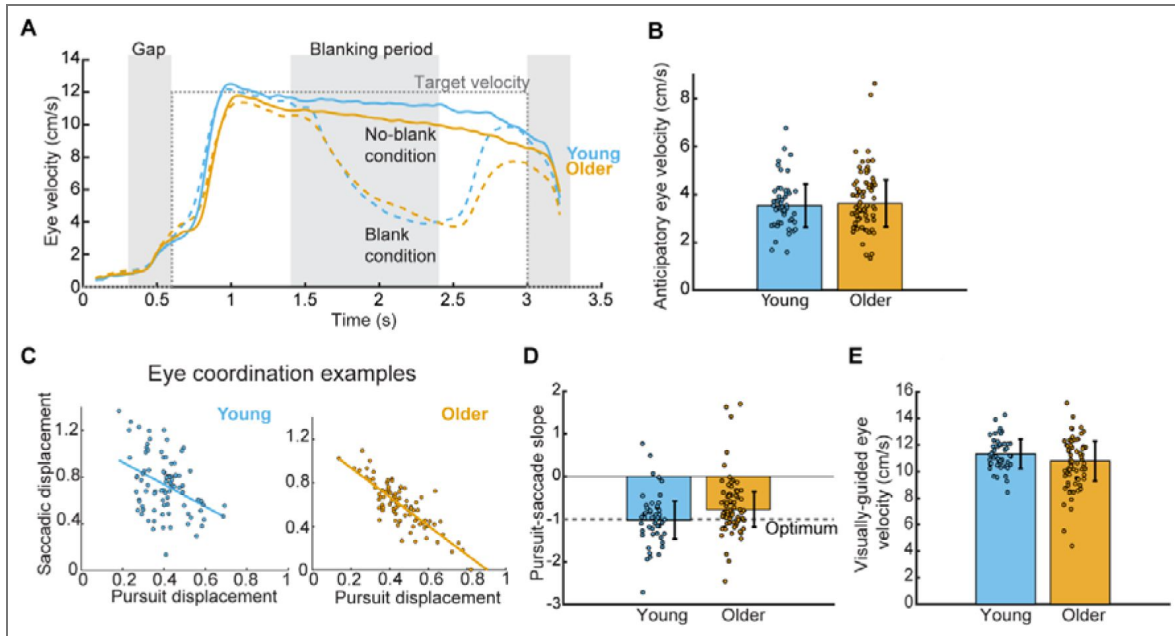 A
Gap
Blanking period
14
12
10
8
6
4
2
0
Eye velocity (cm/s)
Target velocity
No-blank
condition
Blank
condition
Young
Older
0
0.5
1
1.5
2
2.5
3
3.5
Time (s)
B
Anticipatory eye velocity (cm/s)
8
6
4
2
0
Young
Older
C
Eye coordination examples
Saccadic displacement
Young
1.2
0.8
0.4
0
0
0.2
0.4
0.6
0.8
1
Pursuit displacement
Older
1.2
0.8
0.4
0
0
0.2
0.4
0.6
0.8
1
Pursuit displacement
D
Pursuit-saccade slope
2
1
0
-1
-2
-3
Optimum
Young
Older
E
Visually-guided eye
velocity (cm/s)
16
14
12
10
8
6
4
2
0
Young
Older